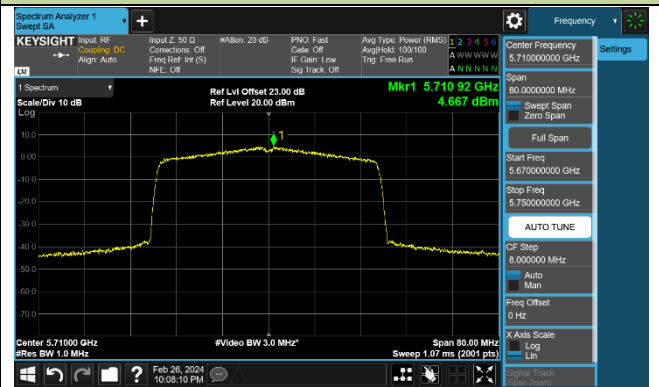 Spectrum Analyzer 1
Swept SA
Frequency
KEYSIGHT
Input: RF
Coupling: DC
Align: Auto
Input Z: 50 Ω
Corrections: Off
Freq Ref: Int (S)
NFE: Off
#Atten: 20 dB
PNO: Fast
Gate: Off
IF Gain: Low
Sig Track: Off
Avg Type: Power (RMS)
Avg|Hold: 100/100
Trig: Free Run
1 2 3 4 5 6
A W W W W W
A N N N N N
LXI
1 Spectrum
Scale/Div 10 dB
Log
Ref Lvl Offset 23.00 dB
Ref Level 20.00 dBm
Mkr1 5.710 92 GHz
4.667 dBm
1
10.0
0.00
-10.0
-20.0
-30.0
-40.0
-50.0
-60.0
-70.0
Center 5.71000 GHz
#Res BW 1.0 MHz
#Video BW 3.0 MHz*
Span 80.00 MHz
Sweep 1.07 ms (2001 pts)
Center Frequency
5.710000000 GHz
Settings
Span
80.0000000 MHz
Swept Span
Zero Span
Full Span
Start Freq
5.670000000 GHz
Stop Freq
5.750000000 GHz
AUTO TUNE
CF Step
8.000000 MHz
Auto
Man
Freq Offset
0 Hz
X Axis Scale
Log
Lin
Signal Track
(Span Zoom)
Feb 26, 2024
10:08:10 PM